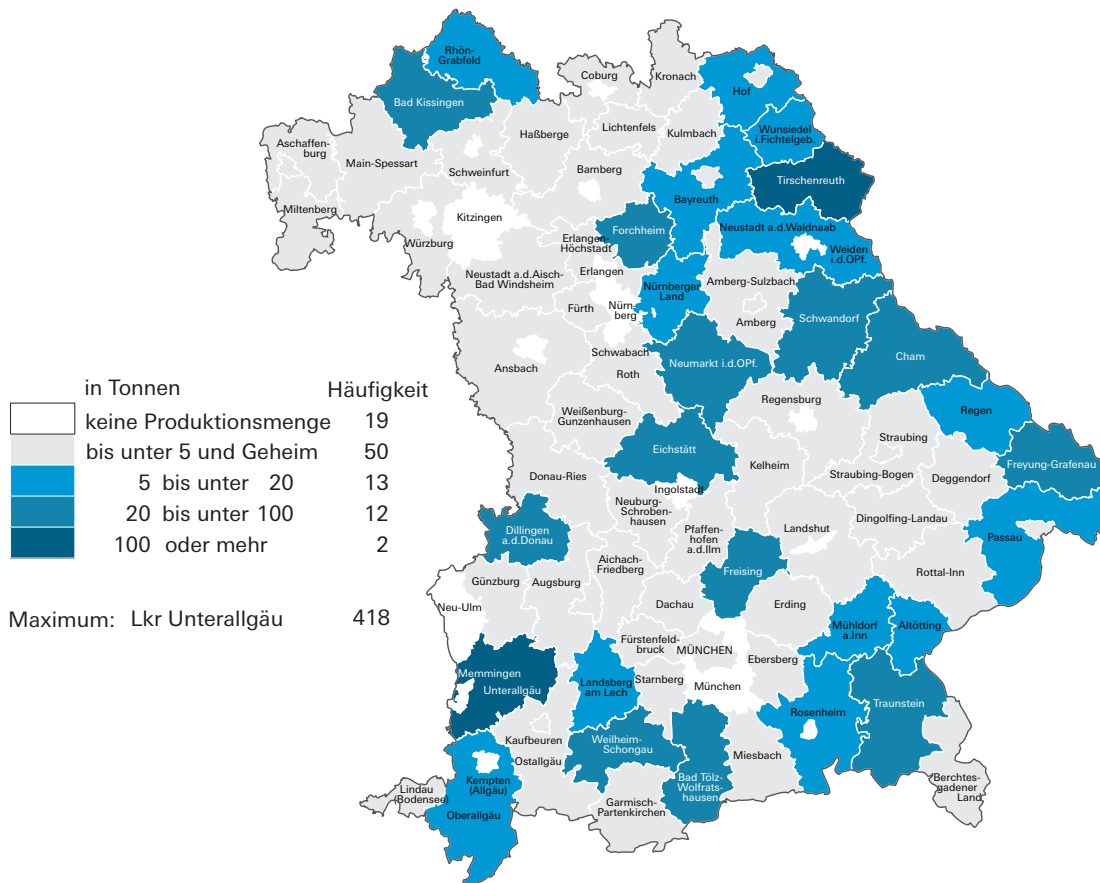 Rhön-
Grabfeld
Coburg
Kronach
Hof
Bad Kissingen
Lichtenfels
Kulmbach
Wunsiedel
i.Fichtelgeb.
Haßberge
Aschaffen-
burg
Main-Spessart
Schweinfurt
Bamberg
Tirschenreuth
Bayreuth
Miltenberg
Kitzingen
Würzburg
Forchheim
Erlangen-
Höchstadt
Neustadt a.d.Waldnaab
Weiden
i.d.OPf.
Neustadt a.d.Aisch-
Bad Windsheim
Erlangen
Nürnberger
Land
Amberg-Sulzbach
Fürth
Nürn-
berg
Amberg
Schwandorf
Schwabach
Roth
Ansbach
Neumarkt i.d.OPf.
Cham
in Tonnen Häufigkeit
keine Produktionsmenge 19
bis unter 5 und Geheim 50
5 bis unter 20 13
20 bis unter 100 12
100 oder mehr 2
Maximum: Lkr Unterallgäu 418
Weißenburg-
Gunzenhausen
Regensburg
Regen
Straubing
Eichstätt
Freyung-Grafenau
Donau-Ries
Kelheim
Straubing-Bogen
Deggendorf
Ingolstadt
Neuburg-
Schroben-
hausen
Dillingen
a.d.Donau
Pfaffen-
hofen
a.d.Ilm
Landshut
Dingolfing-Landau
Passau
Aichach-
Friedberg
Freising
Rottal-Inn
Günzburg
Augsburg
Neu-Ulm
Dachau
Erding
Mühldorf
a.Inn
Altötting
Fürstenfeld-
bruck
MÜNCHEN
Ebersberg
Memmingen
Unterallgäu
Landsberg
am Lech
Starnberg
München
Traunstein
Rosenheim
Kaufbeuren
Ostallgäu
Weilheim-
Schongau
Miesbach
Bad Tölz-
Wolfrats-
hausen
Kempten
(Allgäu)
Lindau
(Bodensee)
Oberallgäu
Garmisch-
Partenkirchen
Berchtes-
gadener
Land